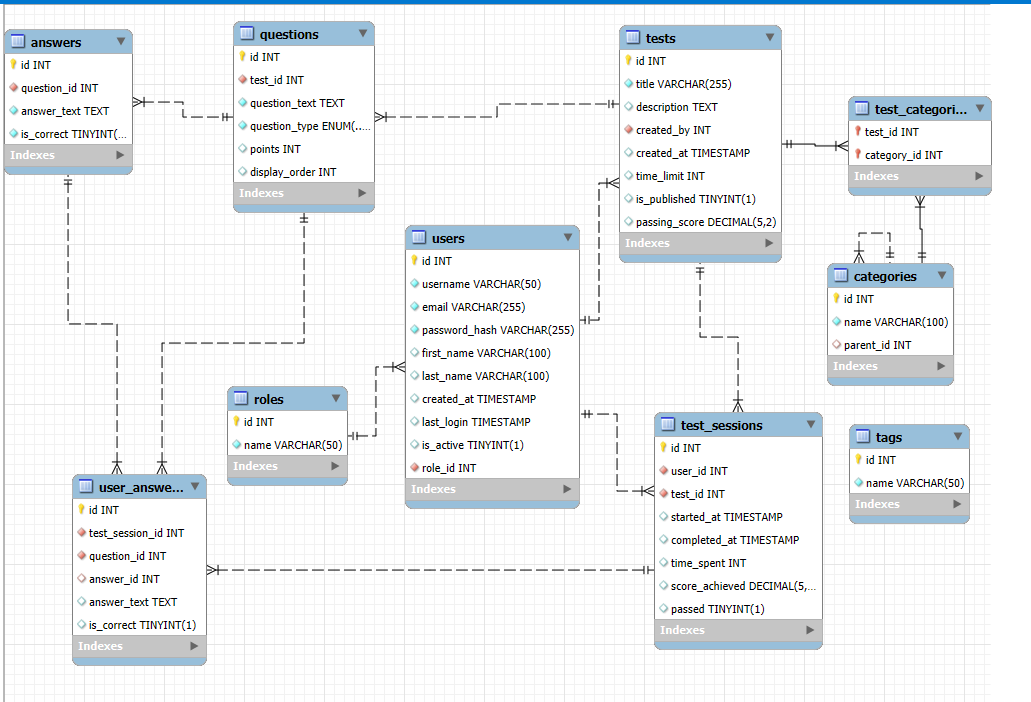 answers
id INT
question_id INT
answer_text TEXT
is_correct TINYINT(...
Indexes
questions
id INT
test_id INT
question_text TEXT
question_type ENUM(....
points INT
display_order INT
Indexes
tests
id INT
title VARCHAR(255)
description TEXT
created_by INT
created_at TIMESTAMP
time_limit INT
is_published TINYINT(1)
passing_score DECIMAL(5,2)
Indexes
test_categori...
test_id INT
category_id INT
Indexes
users
id INT
username VARCHAR(50)
email VARCHAR(255)
password_hash VARCHAR(255)
first_name VARCHAR(100)
last_name VARCHAR(100)
created_at TIMESTAMP
last_login TIMESTAMP
is_active TINYINT(1)
role_id INT
Indexes
categories
id INT
name VARCHAR(100)
parent_id INT
Indexes
roles
id INT
name VARCHAR(50)
Indexes
test_sessions
id INT
user_id INT
test_id INT
started_at TIMESTAMP
completed_at TIMESTAMP
time_spent INT
score_achieved DECIMAL(5,...
passed TINYINT(1)
Indexes
tags
id INT
name VARCHAR(50)
Indexes
user_answe...
id INT
test_session_id INT
question_id INT
answer_id INT
answer_text TEXT
is_correct TINYINT(1)
Indexes